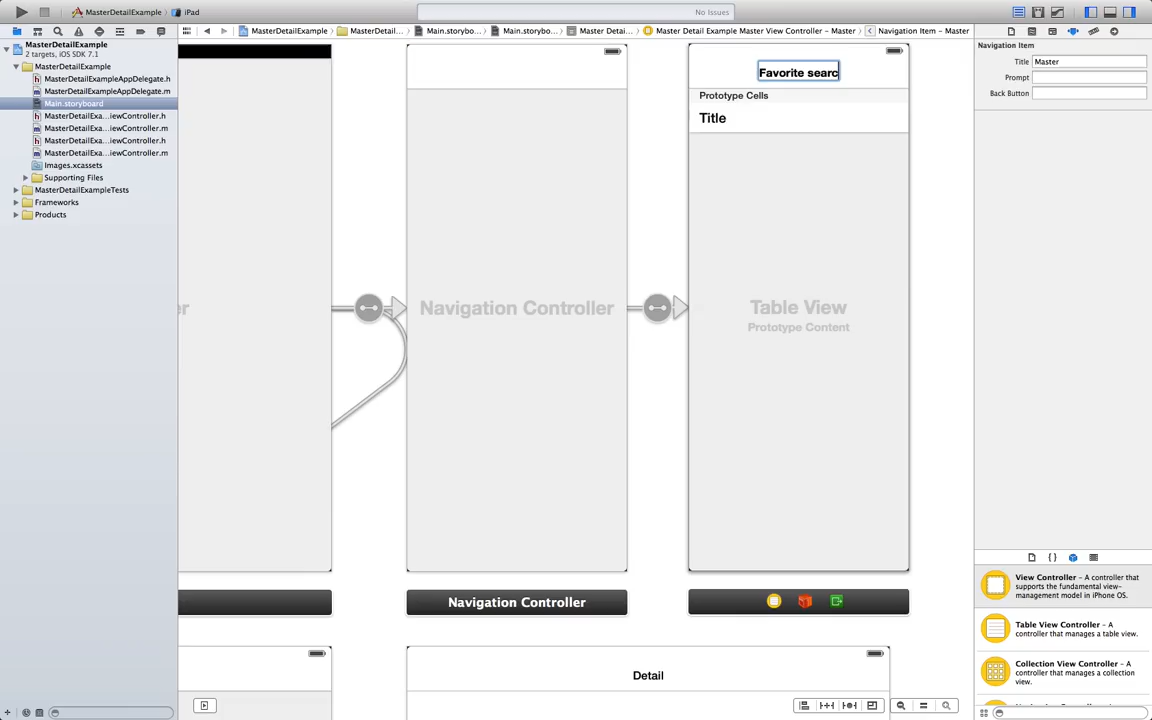 MasterDetailExample
iPad
No Issues
MasterDetailExample
MasterDetail...
Main.storybo...
Main.storybo...
Master Detai...
Master Detail Example Master View Controller – Master
Navigation Item – Master
MasterDetailExample
2 targets, iOS SDK 7.1
MasterDetailExample
MasterDetailExampleAppDelegate.h
MasterDetailExampleAppDelegate.m
Main.storyboard
MasterDetailExa...iewController.h
MasterDetailExa...iewController.m
MasterDetailExa...iewController.h
MasterDetailExa...iewController.m
Images.xcassets
Supporting Files
MasterDetailExampleTests
Frameworks
Products
er
Navigation Controller
Navigation Controller
Favorite searc
Prototype Cells
Title
Table View
Prototype Content
Detail
Navigation Item
Title Master
Prompt
Back Button
View Controller – A controller that
supports the fundamental view-
management model in iPhone OS.
Table View Controller – A
controller that manages a table view.
Collection View Controller – A
controller that manages a collection
view.